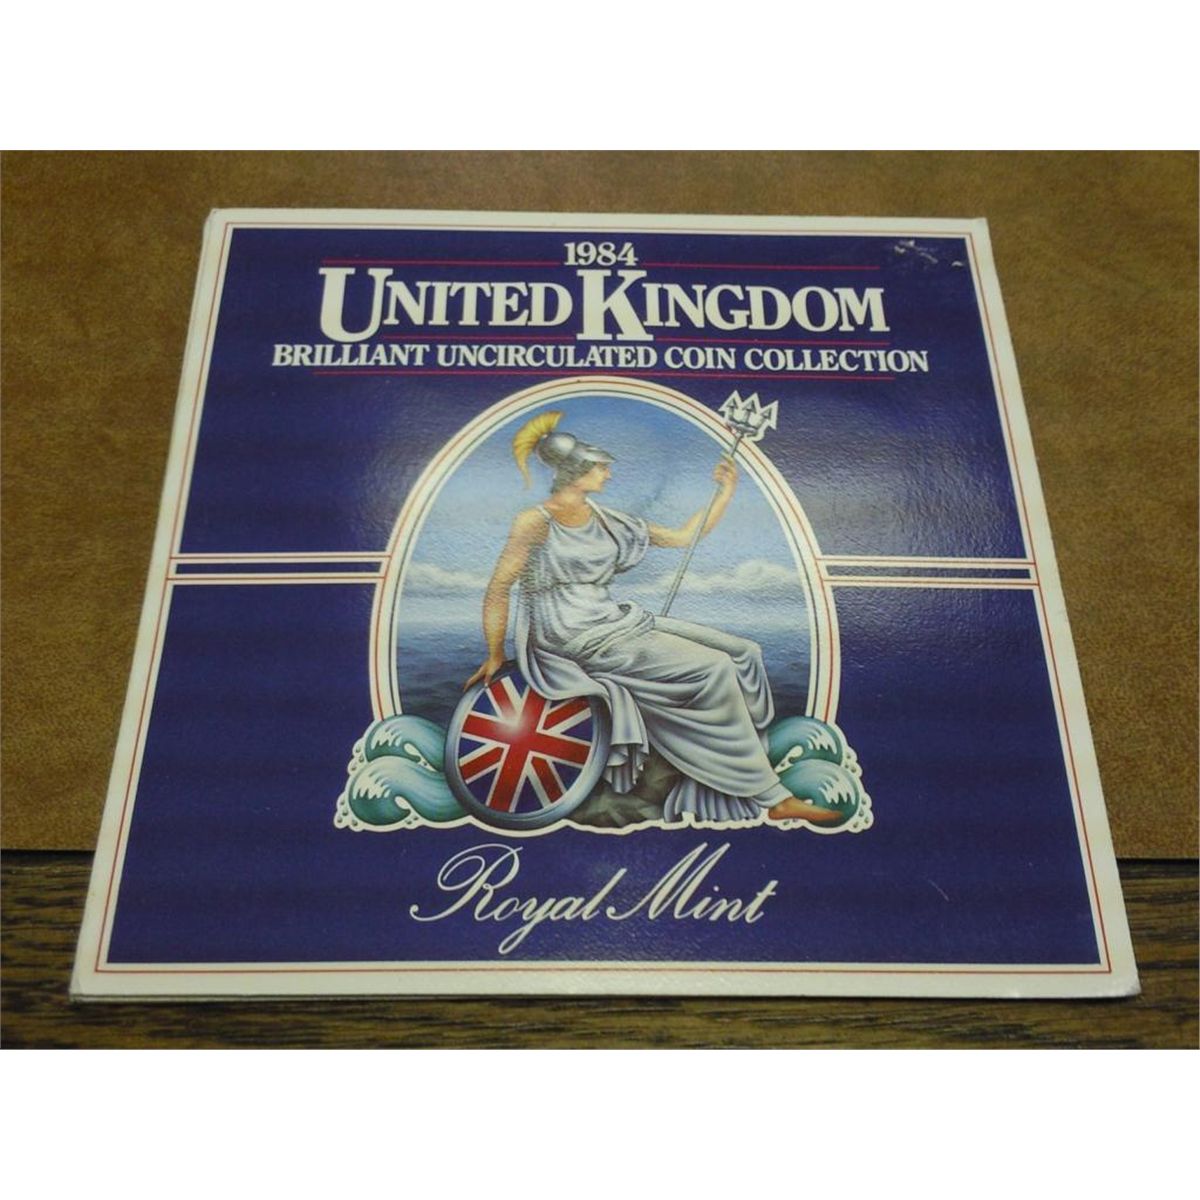 1984
UNITED KINGDOM
BRILLIANT UNCIRCULATED COIN COLLECTION
Royal Mint